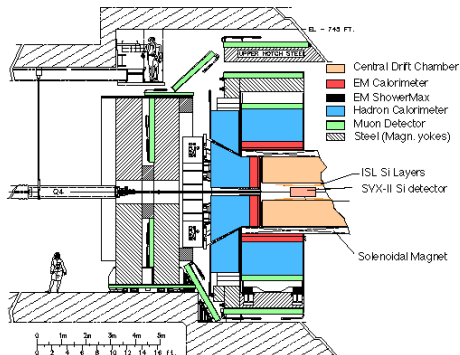 EL - 745 FT.
UPPER NOTCH STEEL
Central Drift Chamber
EM Calorimeter
EM ShowerMax
Hadron Calorimeter
Muon Detector
Steel (Magn. yokes)
ISL Si Layers
SVX-II Si detector
Q4
Solenoidal Magnet
0 1m 2m 3m 4m 5m
0 2 4 6 8 10 12 14 16 ft.